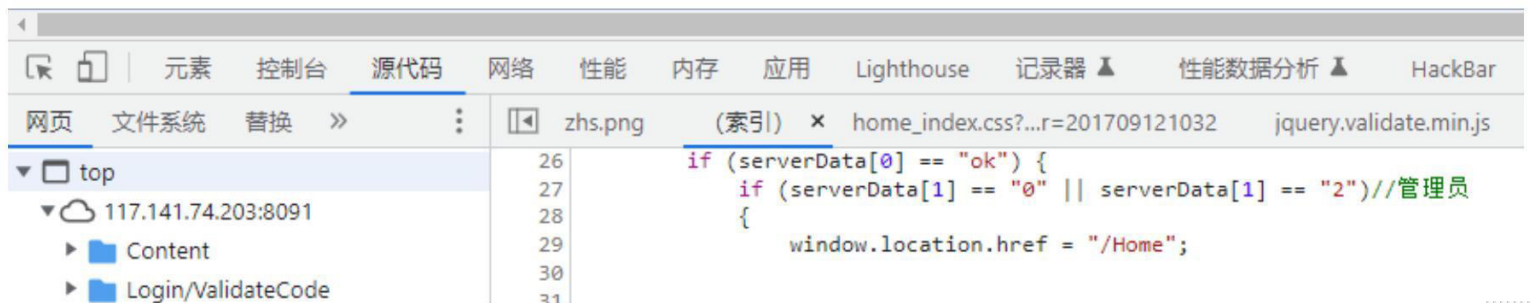 元素 控制台 源代码 网络 性能 内存 应用 Lighthouse 记录器 性能数据分析 HackBar
网页 文件系统 替换 » zhs.png (索引) × home_index.css?...r=201709121032 jquery.validate.min.js
top
117.141.74.203:8091
Content
Login/ValidateCode
26 if (serverData[0] == "ok") {
27 if (serverData[1] == "0" || serverData[1] == "2")//管理员
28 {
29 window.location.href = "/Home";
30
31